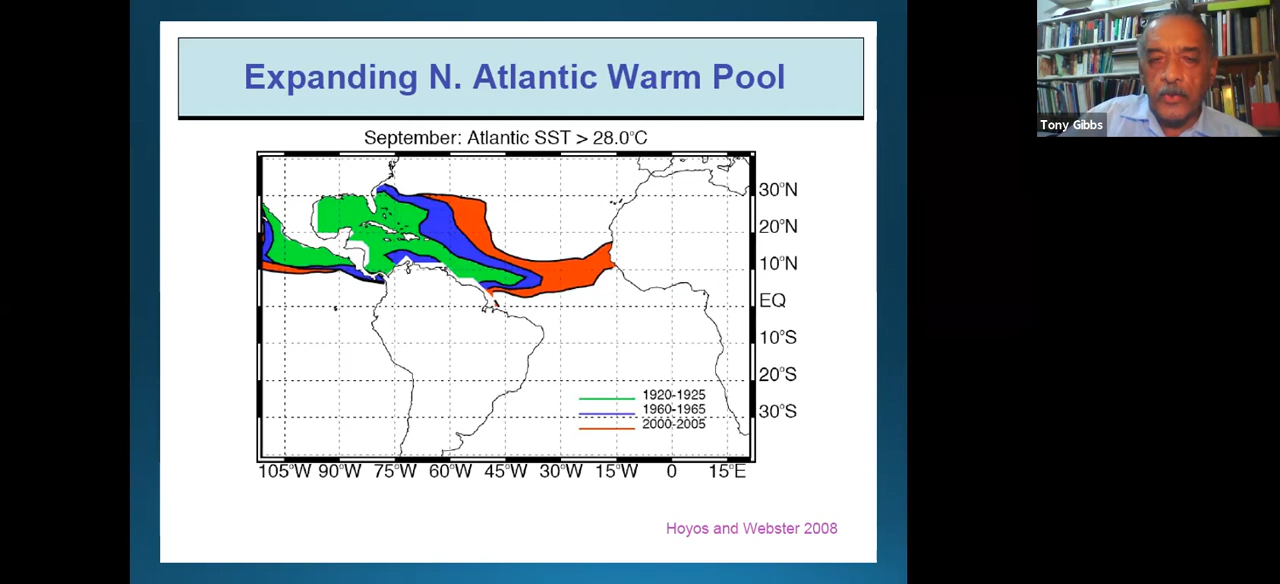 Expanding N. Atlantic Warm Pool
Tony Gibbs
September: Atlantic SST > 28.0°C
30°N
20°N
10°N
EQ
10°S
20°S
30°S
1920-1925
1960-1965
2000-2005
105°W 90°W 75°W 60°W 45°W 30°W 15°W 0 15°E
Hoyos and Webster 2008